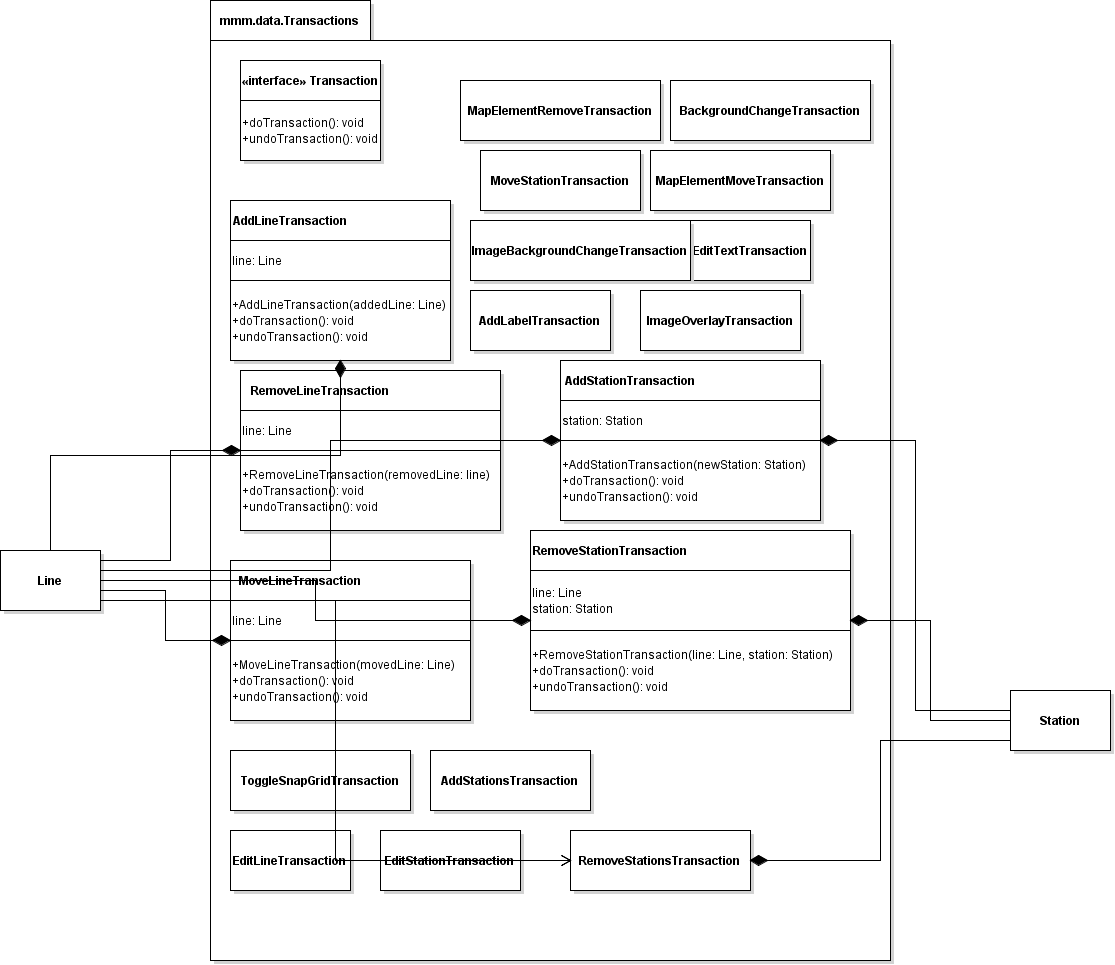 mmm.data.Transactions
«interface» Transaction
+doTransaction(): void
+undoTransaction(): void
MapElementRemoveTransaction
BackgroundChangeTransaction
MoveStationTransaction
MapElementMoveTransaction
ImageBackgroundChangeTransaction
EditTextTransaction
AddLabelTransaction
ImageOverlayTransaction
AddLineTransaction
line: Line
+AddLineTransaction(addedLine: Line)
+doTransaction(): void
+undoTransaction(): void
RemoveLineTransaction
line: Line
+RemoveLineTransaction(removedLine: line)
+doTransaction(): void
+undoTransaction(): void
AddStationTransaction
station: Station
+AddStationTransaction(newStation: Station)
+doTransaction(): void
+undoTransaction(): void
Line
MoveLineTransaction
line: Line
+MoveLineTransaction(movedLine: Line)
+doTransaction(): void
+undoTransaction(): void
RemoveStationTransaction
line: Line
station: Station
+RemoveStationTransaction(line: Line, station: Station)
+doTransaction(): void
+undoTransaction(): void
Station
ToggleSnapGridTransaction
AddStationsTransaction
EditLineTransaction
EditStationTransaction
RemoveStationsTransaction